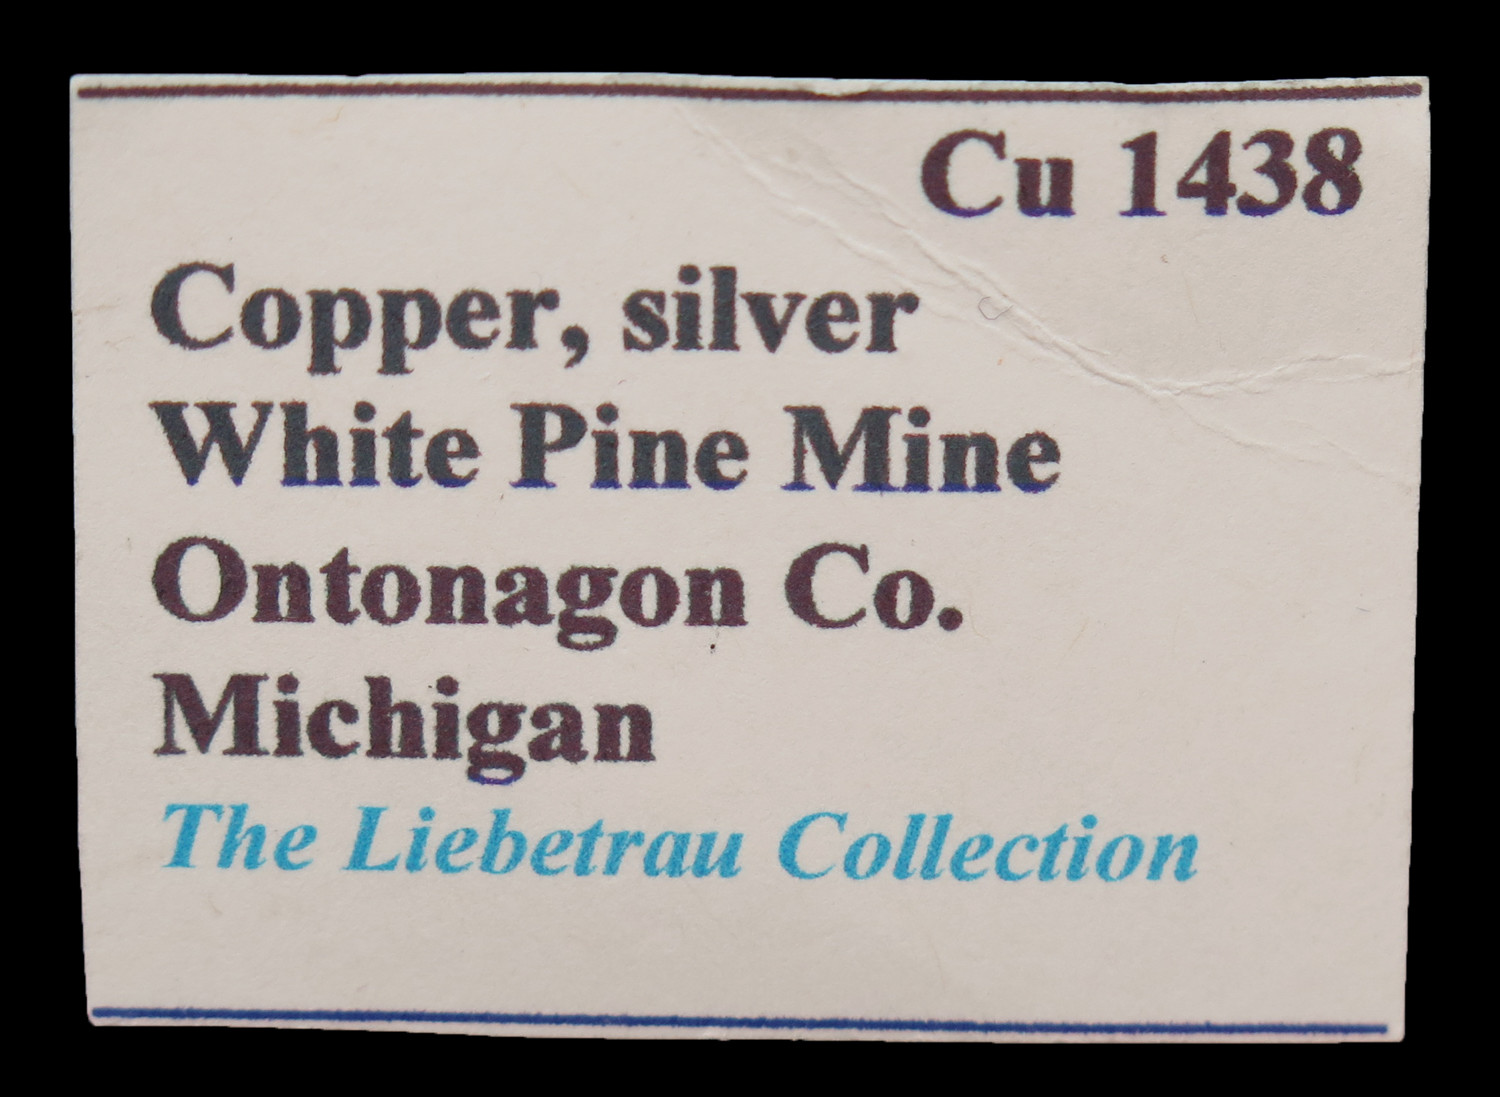 Cu 1438
Copper, silver
White Pine Mine
Ontonagon Co.
Michigan
The Liebetrau Collection